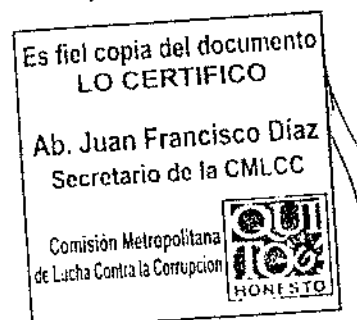 Es fiel copia del documento
LO CERTIFICO
Ab. Juan Francisco Díaz
Secretario de la CMLCC
Comisión Metropolitana
de Lucha Contra la Corrupcion
HONESTO